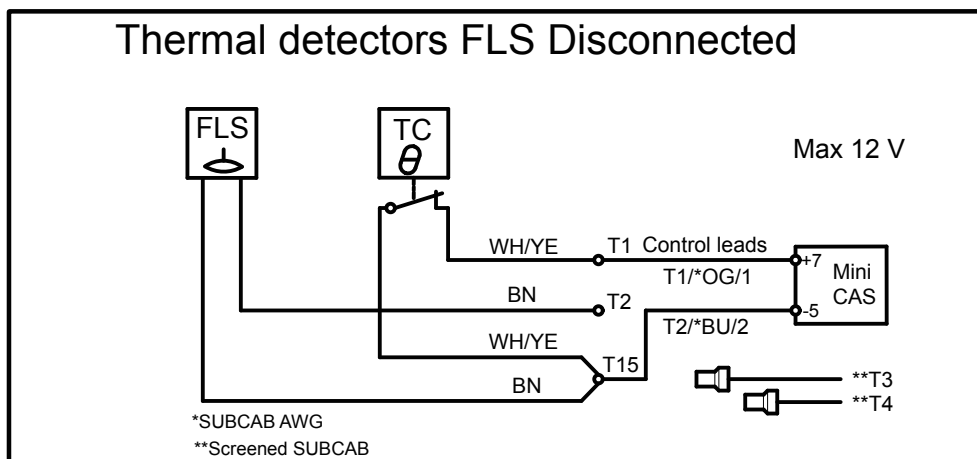 Thermal detectors FLS Disconnected
FLS
TC
Max 12 V
WH/YE
T1
Control leads
+7
Mini
CAS
T1/*OG/1
BN
T2
-5
T2/*BU/2
WH/YE
T15
BN
**T3
**T4
*SUBCAB AWG
**Screened SUBCAB